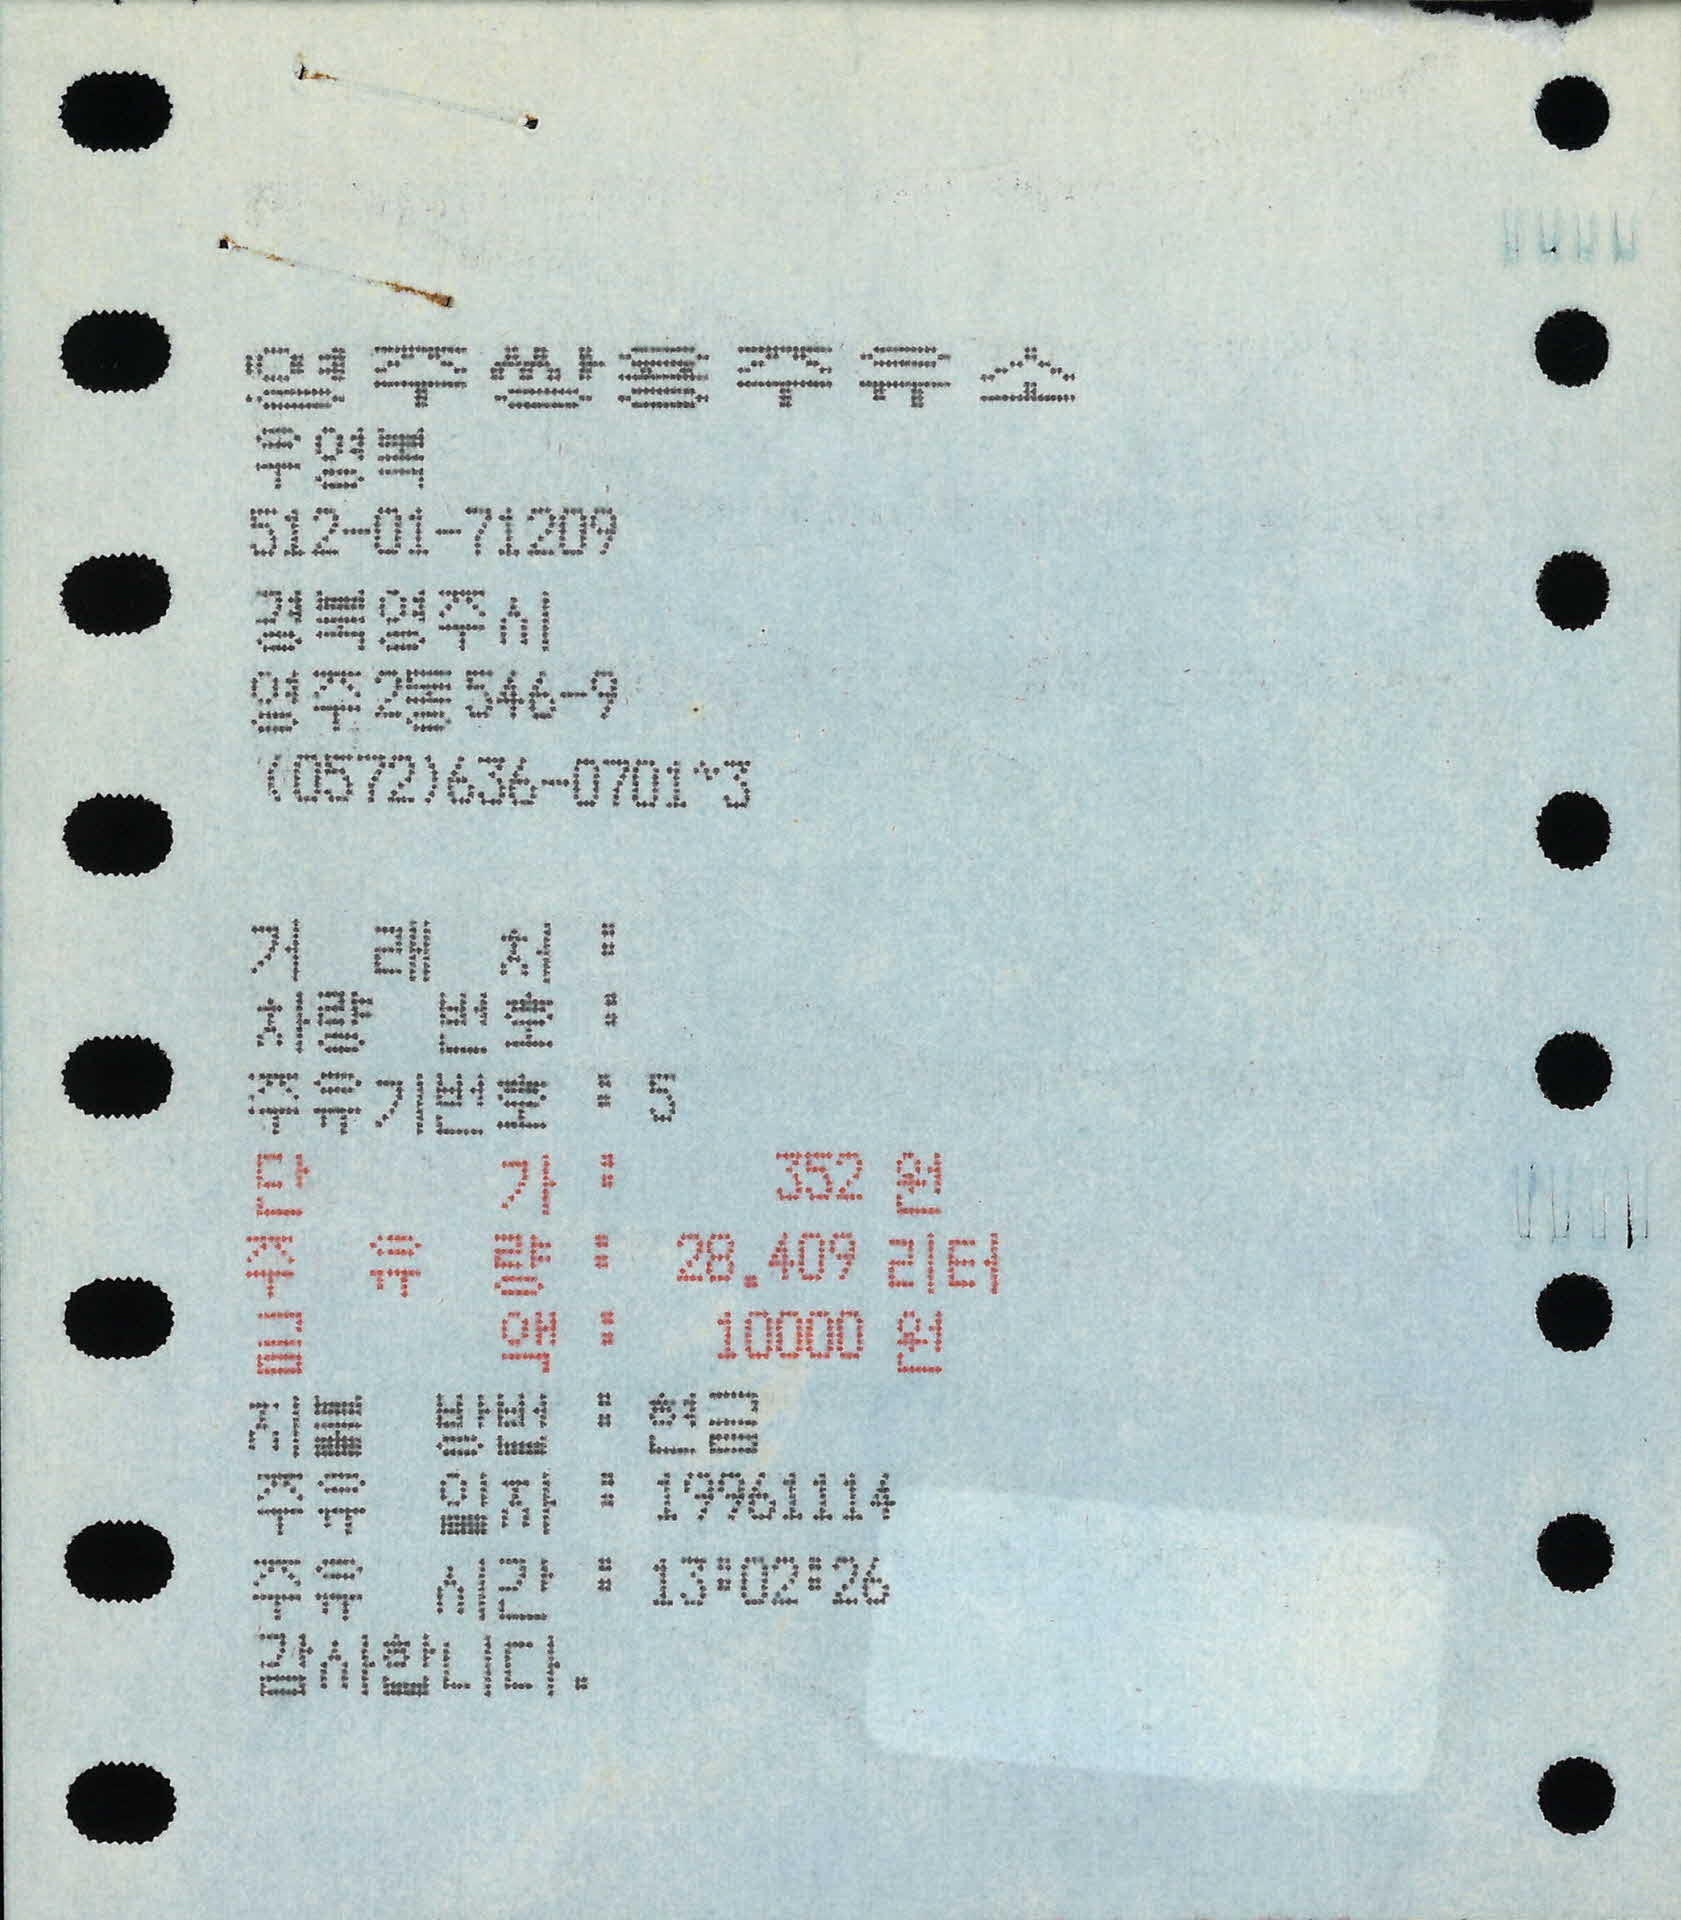 영주쌍용주유소
우영목
512-01-71209
경북영주시
영주2동546-9
(0572)636-0701~3
거 래 처 :
차량 번호 :
주유기번호 : 5
단 가 : 352 원
주 유 량 : 28.409 리터
금 액 : 10000 원
지불 방법 : 현금
주유 일자 : 19961114
주유 시간 : 13:02:26
감사합니다.